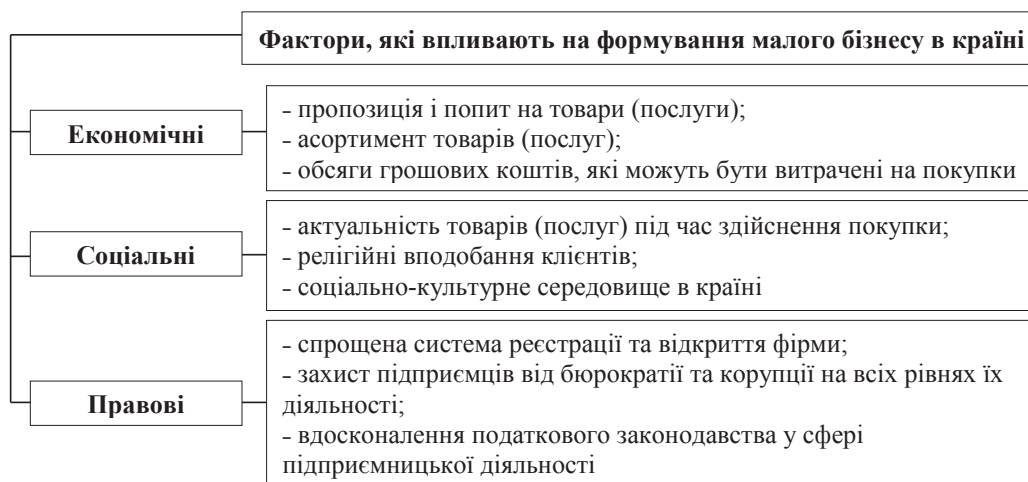 Фактори, які впливають на формування малого бізнесу в країні
Економічні
- пропозиція і попит на товари (послуги);
- асортимент товарів (послуг);
- обсяги грошових коштів, які можуть бути витрачені на покупки
Соціальні
- актуальність товарів (послуг) під час здійснення покупки;
- релігійні вподобання клієнтів;
- соціально-культурне середовище в країні
Правові
- спрощена система реєстрації та відкриття фірми;
- захист підприємців від бюрократії та корупції на всіх рівнях їх
діяльності;
- вдосконалення податкового законодавства у сфері
підприємницької діяльності